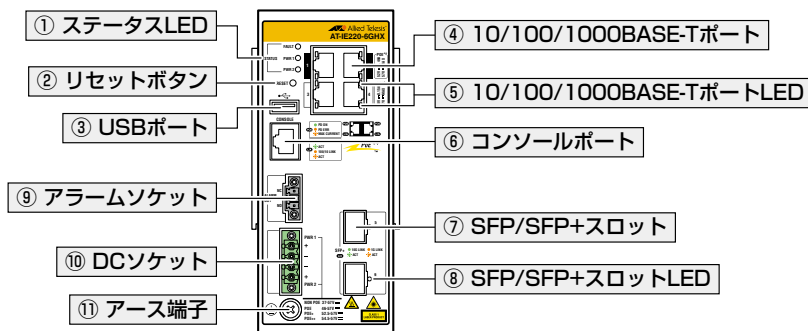 ① ステータスLED
② リセットボタン
③ USBポート
④ 10/100/1000BASE-Tポート
⑤ 10/100/1000BASE-TポートLED
⑥ コンソールポート
⑦ SFP/SFP+スロット
⑧ SFP/SFP+スロットLED
⑨ アラームソケット
⑩ DCソケット
⑪ アース端子
Allied Telesis
AT-IE220-6GHX
FAULT
STATUS
PWR 1
PWR 2
RESET
CONSOLE
PoE
PWR 1
+
-
-
+
PWR 2
SFP+
5
6